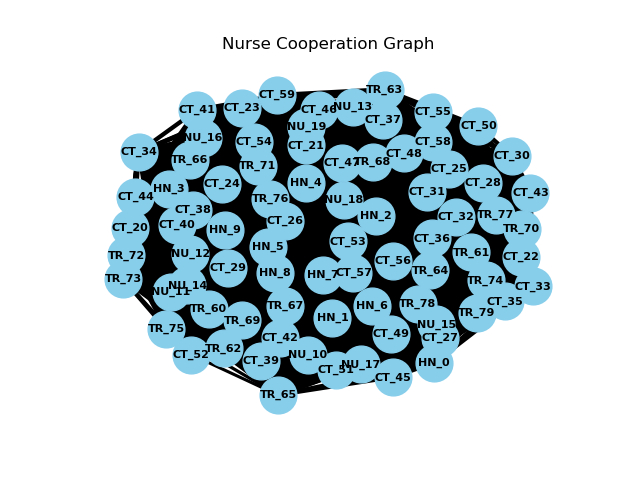 Nurse Cooperation Graph
TR_63
CT_59
CT_41
CT_23
CT_46
NU_13
CT_37
CT_55
CT_50
NU_19
NU_16
CT_54
CT_21
CT_58
CT_34
TR_66
TR_71
CT_47
TR_68
CT_48
CT_25
CT_30
HN_3
CT_24
HN_4
CT_31
CT_28
CT_43
CT_44
CT_38
TR_76
NU_18
HN_2
CT_32
TR_77
CT_20
CT_40
HN_9
CT_26
TR_70
TR_72
NU_12
HN_5
CT_53
CT_36
TR_61
CT_22
TR_73
NU_14
NU_11
CT_29
HN_8
HN_7
CT_57
CT_56
TR_64
TR_74
CT_33
CT_35
TR_60
TR_67
HN_6
TR_78
TR_79
TR_75
TR_69
HN_1
NU_15
CT_49
CT_27
CT_42
TR_62
CT_52
CT_39
NU_10
CT_51
NU_17
HN_0
CT_45
TR_65